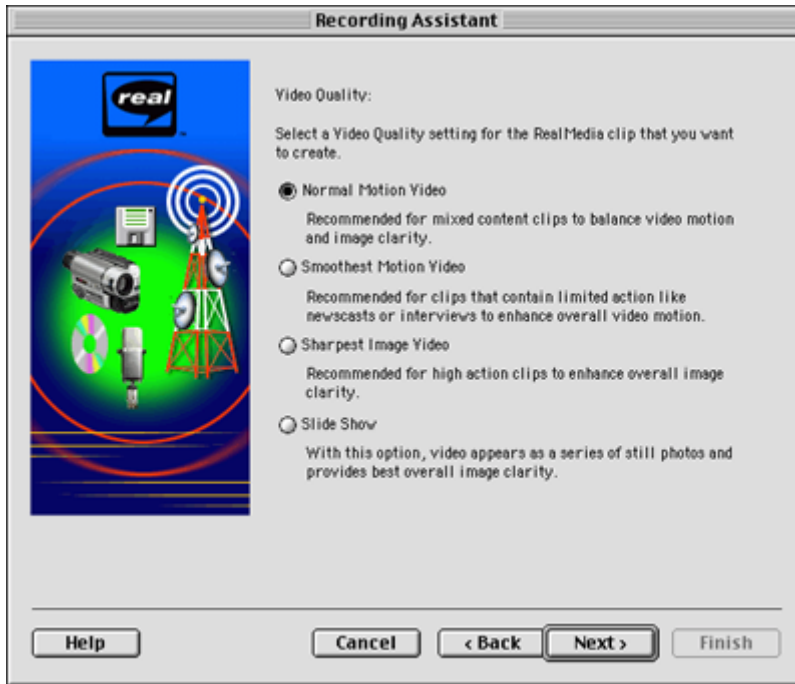 Recording Assistant
real
Video Quality:
Select a Video Quality setting for the RealMedia clip that you want
to create.
Normal Motion Video
Recommended for mixed content clips to balance video motion
and image clarity.
Smoothest Motion Video
Recommended for clips that contain limited action like
newscasts or interviews to enhance overall video motion.
Sharpest Image Video
Recommended for high action clips to enhance overall image
clarity.
Slide Show
With this option, video appears as a series of still photos and
provides best overall image clarity.
Help
Cancel
< Back
Next >
Finish